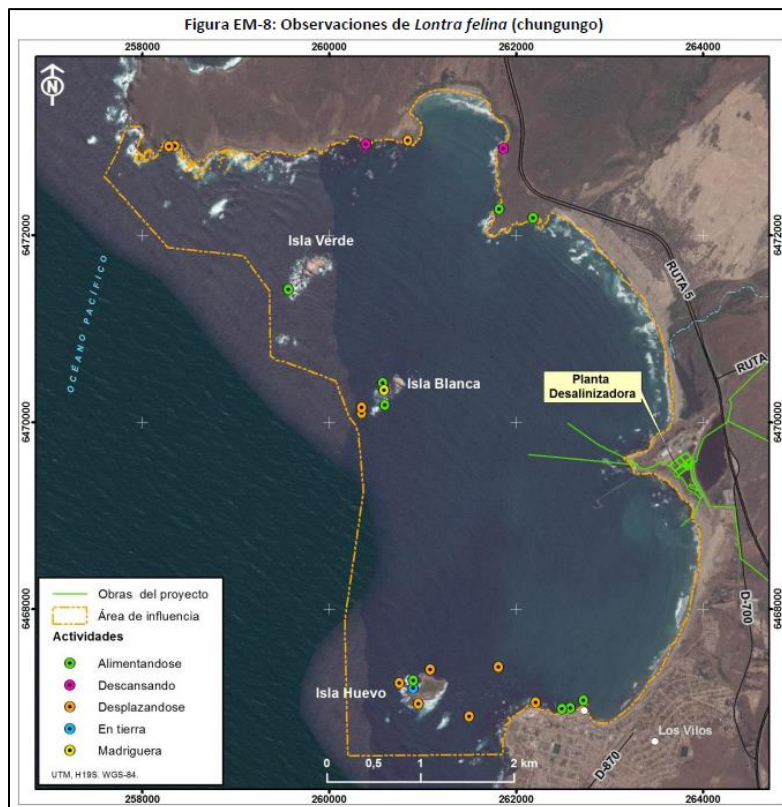 Figura EM-8: Observaciones de Lontra felina (chungungo)
258000 260000 262000 264000
N
6472000 6472000
Isla Verde
RUTA 5
OCÉANO PACÍFICO
RUTA
Isla Blanca
Planta
Desalinizadora
6470000 6470000
6468000 6468000
D-700
Obras del proyecto
Área de influencia
Actividades
Alimentandose
Descansando
Desplazandose
En tierra
Madriguera
UTM, H19S. WGS-84.
Isla Huevo
Los Vilos
D-870
0 0,5 1 2 km
258000 260000 262000 264000